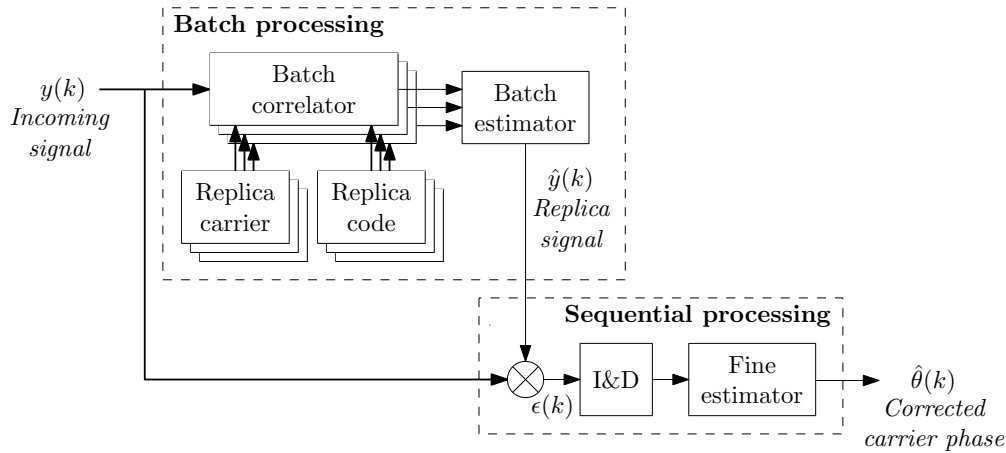 Batch processing
y(k)
Incoming
signal
Batch
correlator
Batch
estimator
Replica
carrier
Replica
code
ŷ(k)
Replica
signal
Sequential processing
ϵ(k)
I&D
Fine
estimator
θ̂(k)
Corrected
carrier phase